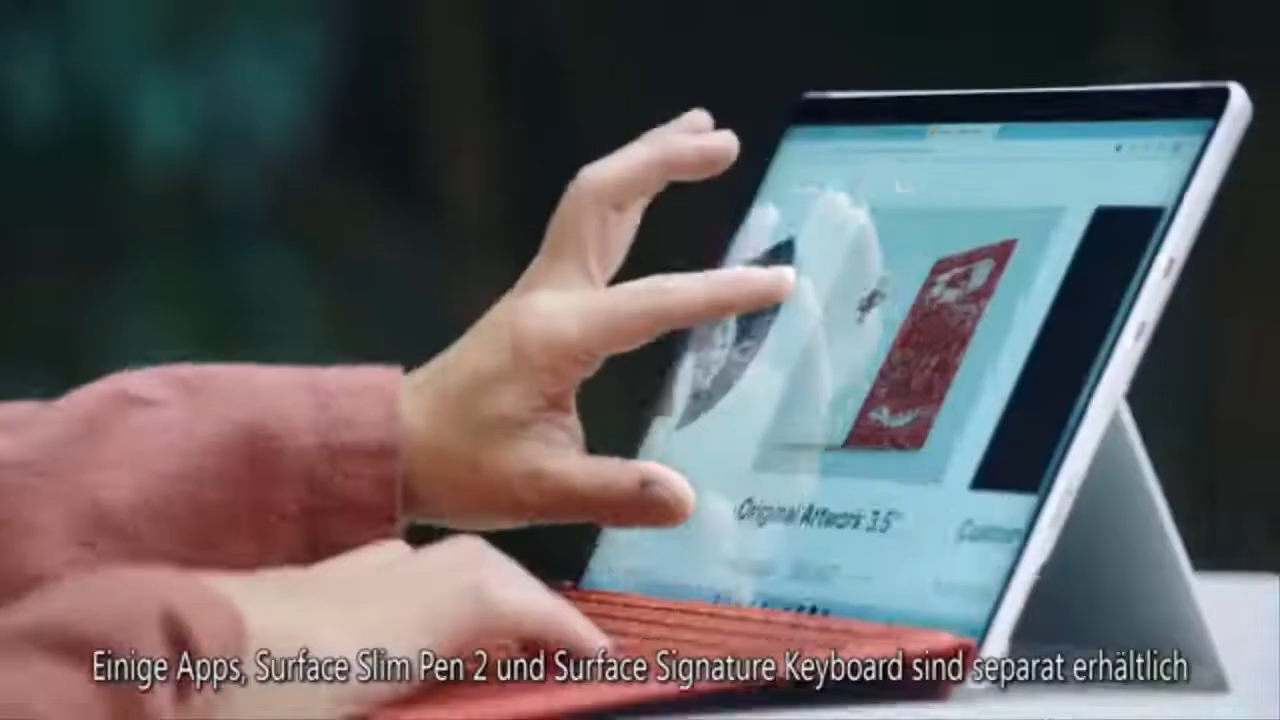 Original Artwork 3.5"
Einige Apps, Surface Slim Pen 2 und Surface Signature Keyboard sind separat erhältlich